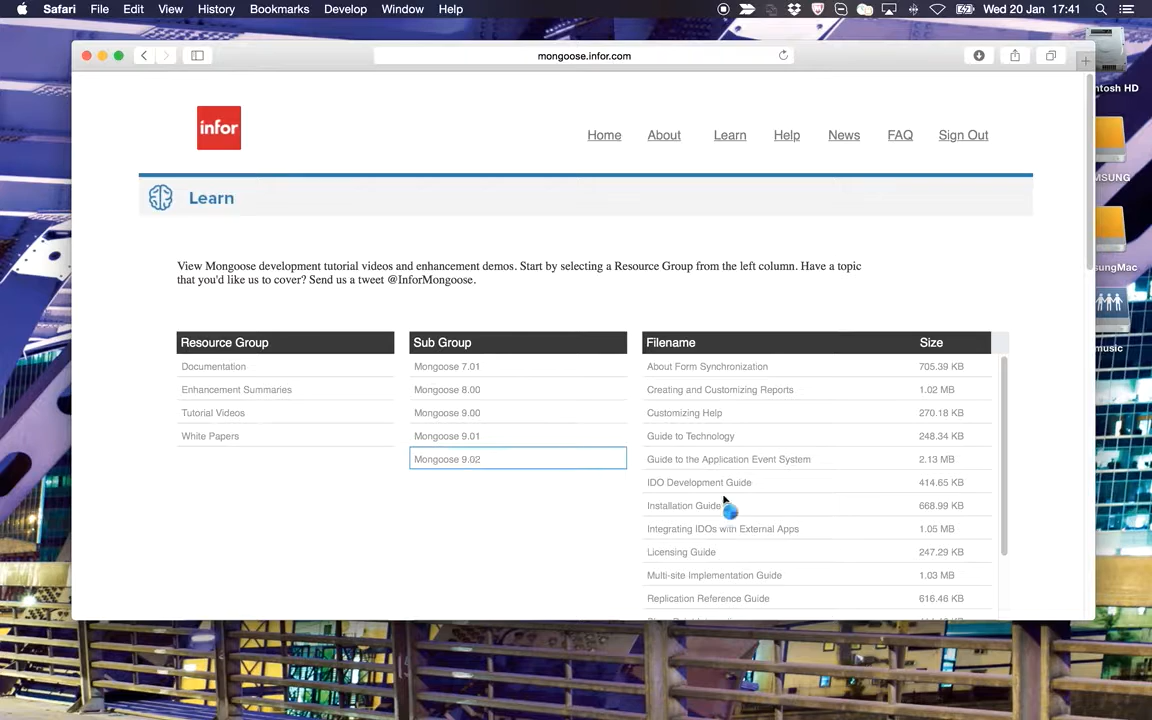 Safari File Edit View History Bookmarks Develop Window Help Wed 20 Jan 17:41
mongoose.infor.com
infor
Home About Learn Help News FAQ Sign Out
Learn
View Mongoose development tutorial videos and enhancement demos. Start by selecting a Resource Group from the left column. Have a topic
that you'd like us to cover? Send us a tweet @InforMongoose.
Resource Group
Documentation
Enhancement Summaries
Tutorial Videos
White Papers
Sub Group
Mongoose 7.01
Mongoose 8.00
Mongoose 9.00
Mongoose 9.01
Mongoose 9.02
Filename Size
About Form Synchronization 705.39 KB
Creating and Customizing Reports 1.02 MB
Customizing Help 270.18 KB
Guide to Technology 248.34 KB
Guide to the Application Event System 2.13 MB
IDO Development Guide 414.65 KB
Installation Guide 668.99 KB
Integrating IDOs with External Apps 1.05 MB
Licensing Guide 247.29 KB
Multi-site Implementation Guide 1.03 MB
Replication Reference Guide 616.46 KB
ntosh HD
MSUNG
sungMac
music